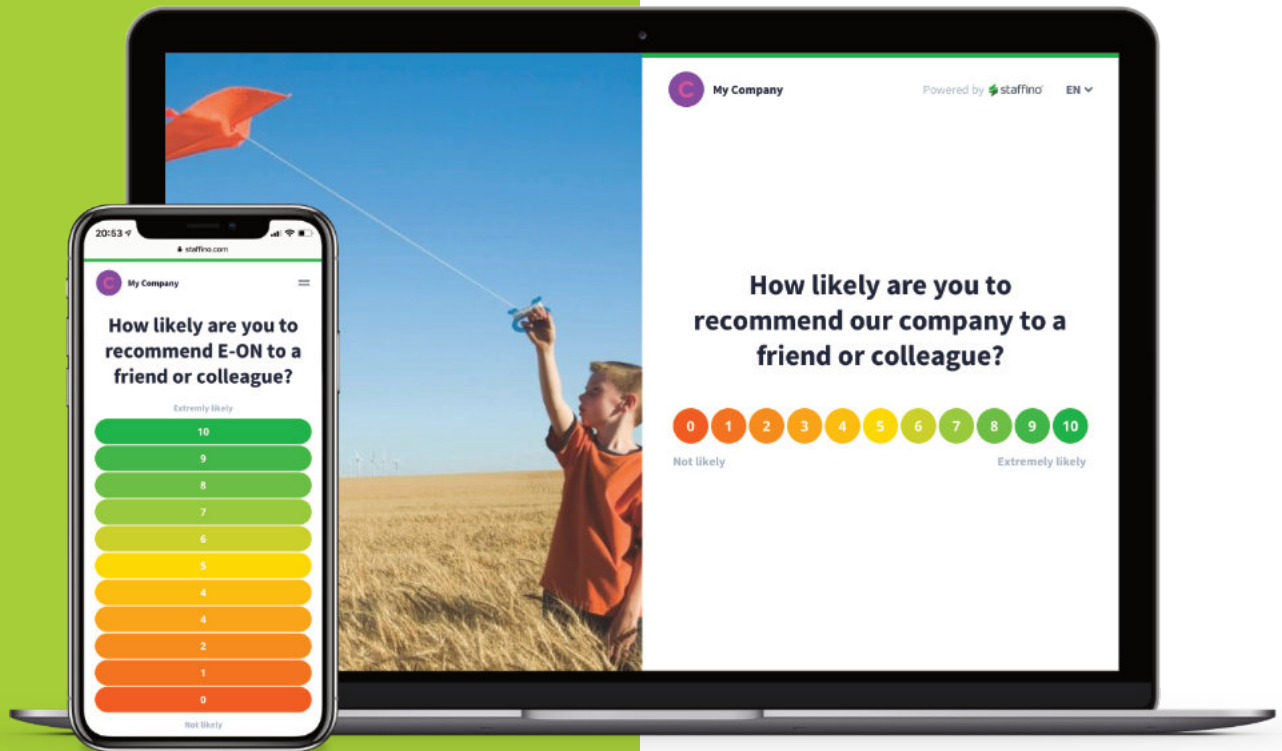 My Company
Powered by staffino
EN
How likely are you to
recommend our company to a
friend or colleague?
0 1 2 3 4 5 6 7 8 9 10
Not likely Extremely likely
20:53
staffino.com
C
My Company
How likely are you to
recommend E-ON to a
friend or colleague?
Extremly likely
10
9
8
7
6
5
4
4
2
1
0
Not likely